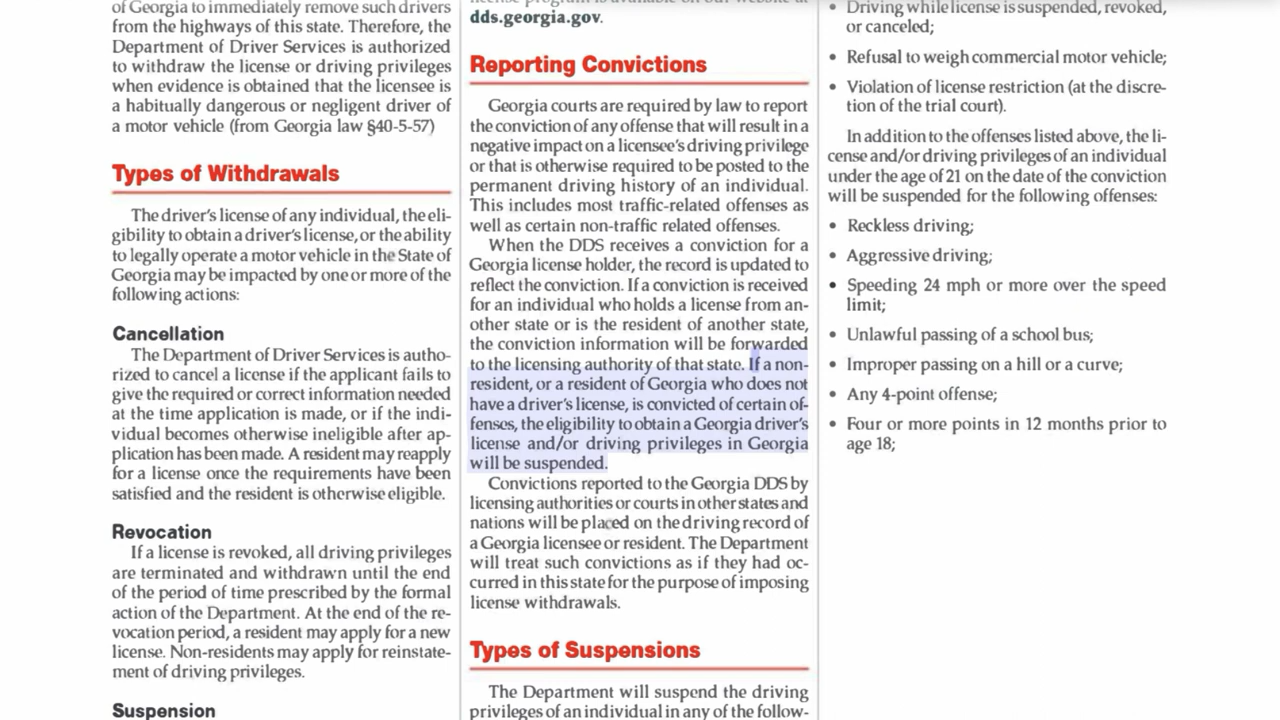 of Georgia to immediately remove such drivers
from the highways of this state. Therefore, the
Department of Driver Services is authorized
to withdraw the license or driving privileges
when evidence is obtained that the licensee is
a habitually dangerous or negligent driver of
a motor vehicle (from Georgia law §40-5-57)
Types of Withdrawals
The driver's license of any individual, the eli-
gibility to obtain a driver's license, or the ability
to legally operate a motor vehicle in the State of
Georgia may be impacted by one or more of the
following actions:
Cancellation
The Department of Driver Services is autho-
rized to cancel a license if the applicant fails to
give the required or correct information needed
at the time application is made, or if the indi-
vidual becomes otherwise ineligible after ap-
plication has been made. A resident may reapply
for a license once the requirements have been
satisfied and the resident is otherwise eligible.
Revocation
If a license is revoked, all driving privileges
are terminated and withdrawn until the end
of the period of time prescribed by the formal
action of the Department. At the end of the re-
vocation period, a resident may apply for a new
license. Non-residents may apply for reinstate-
ment of driving privileges.
Suspension
license program is available on our website at
dds.georgia.gov.
Reporting Convictions
Georgia courts are required by law to report
the conviction of any offense that will result in a
negative impact on a licensee's driving privilege
or that is otherwise required to be posted to the
permanent driving history of an individual.
This includes most traffic-related offenses as
well as certain non-traffic related offenses.
When the DDS receives a conviction for a
Georgia license holder, the record is updated to
reflect the conviction. If a conviction is received
for an individual who holds a license from an-
other state or is the resident of another state,
the conviction information will be forwarded
to the licensing authority of that state. If a non-
resident, or a resident of Georgia who does not
have a driver's license, is convicted of certain of-
fenses, the eligibility to obtain a Georgia driver's
license and/or driving privileges in Georgia
will be suspended.
Convictions reported to the Georgia DDS by
licensing authorities or courts in other states and
nations will be placed on the driving record of
a Georgia licensee or resident. The Department
will treat such convictions as if they had oc-
curred in this state for the purpose of imposing
license withdrawals.
Types of Suspensions
The Department will suspend the driving
privileges of an individual in any of the follow-
• Driving while license is suspended, revoked,
or canceled;
• Refusal to weigh commercial motor vehicle;
• Violation of license restriction (at the discre-
tion of the trial court).
In addition to the offenses listed above, the li-
cense and/or driving privileges of an individual
under the age of 21 on the date of the conviction
will be suspended for the following offenses:
• Reckless driving;
• Aggressive driving;
• Speeding 24 mph or more over the speed
limit;
• Unlawful passing of a school bus;
• Improper passing on a hill or a curve;
• Any 4-point offense;
• Four or more points in 12 months prior to
age 18;